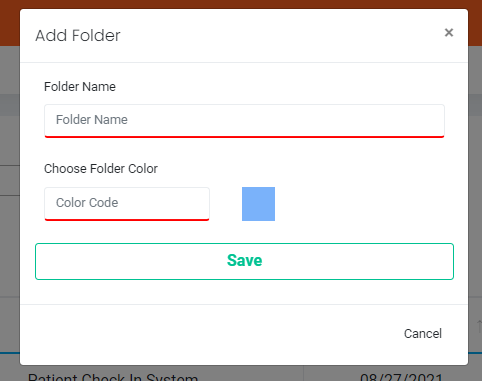 Add Folder ×
Folder Name
Folder Name
Choose Folder Color
Color Code
Save
Cancel
Patient Check In System 08/27/2021